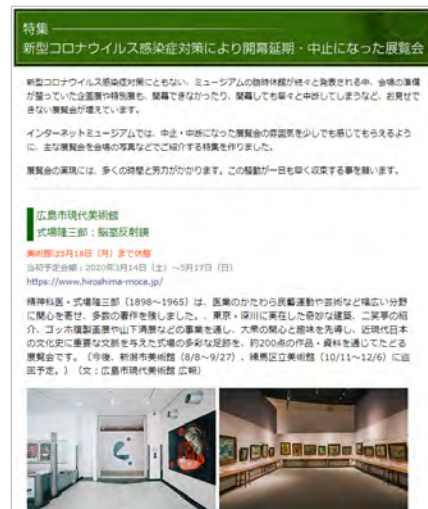 特集
新型コロナウイルス感染症対策により開幕延期・中止になった展覧会
新型コロナウイルス感染症対策にともない、ミュージアムの臨時休館が続々と発表される中、会場の準備
が整っていた企画展や特別展も、開幕できなかったり、開幕しても早々と中断してしまうなど、お見せで
きない展覧会が増えています。
インターネットミュージアムでは、中止・中断になった展覧会の雰囲気を少しでも感じてもらえるよう
に、主な展覧会を会場の写真などでご紹介する特集を作りました。
展覧会の実現には、多くの時間と労力がかかります。この騒動が一日も早く収束する事を願います。
広島市現代美術館
式場隆三郎：脳室反射鏡
美術館は5月18日（月）まで休館
当初予定会期：2020年3月14日（土）～5月17日（日）
https://www.hiroshima-moca.jp/
精神科医・式場隆三郎（1898～1965）は、医業のかたわら民藝運動や芸術など幅広い分野
に関心を寄せ、多数の著作を残しました。、東京・深川に実在した奇妙な建築、二笑亭の紹
介、ゴッホ複製画展や山下清展などの事業を通し、大衆の関心と趣味を先導し、近現代日本
の文化史に重要な文脈を与えた式場の多彩な足跡を、約200点の作品・資料を通じてたどる
展覧会です。（今後、新潟市美術館（8/8～9/27）、練馬区立美術館（10/11～12/6）に巡
回予定。）（文：広島市現代美術館 広報）